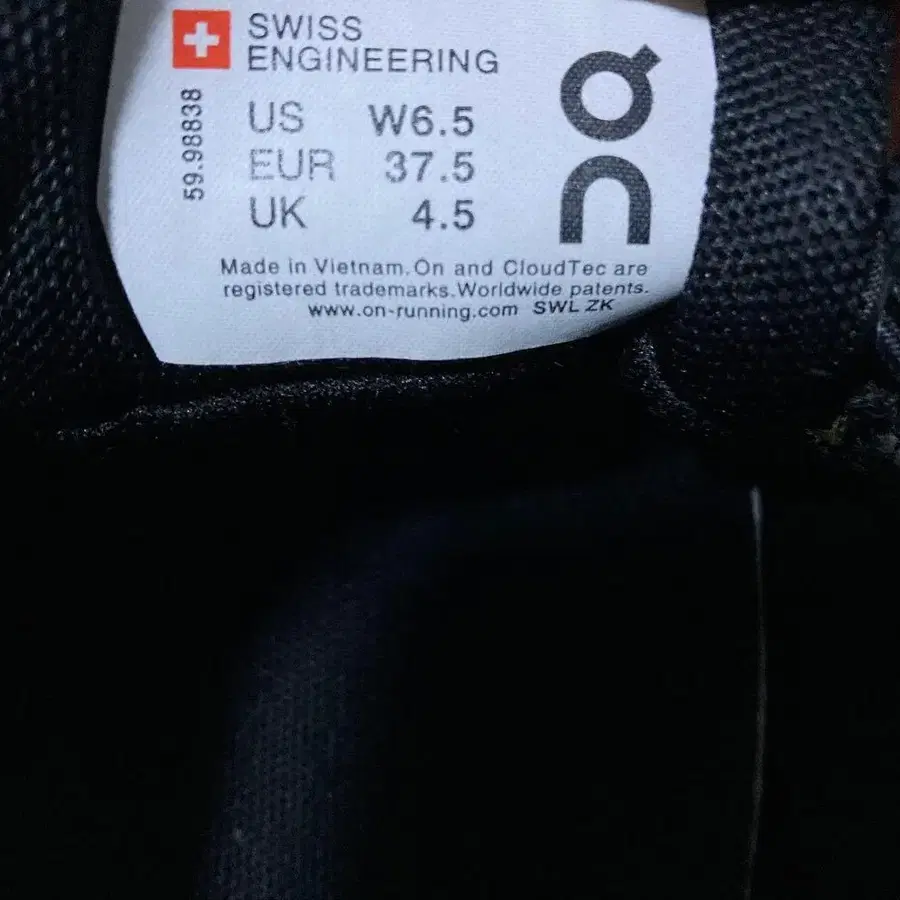 SWISS
ENGINEERING
59.98838
US W6.5
EUR 37.5
UK 4.5
Made in Vietnam. On and CloudTec are
registered trademarks. Worldwide patents.
www.on-running.com SWL ZK